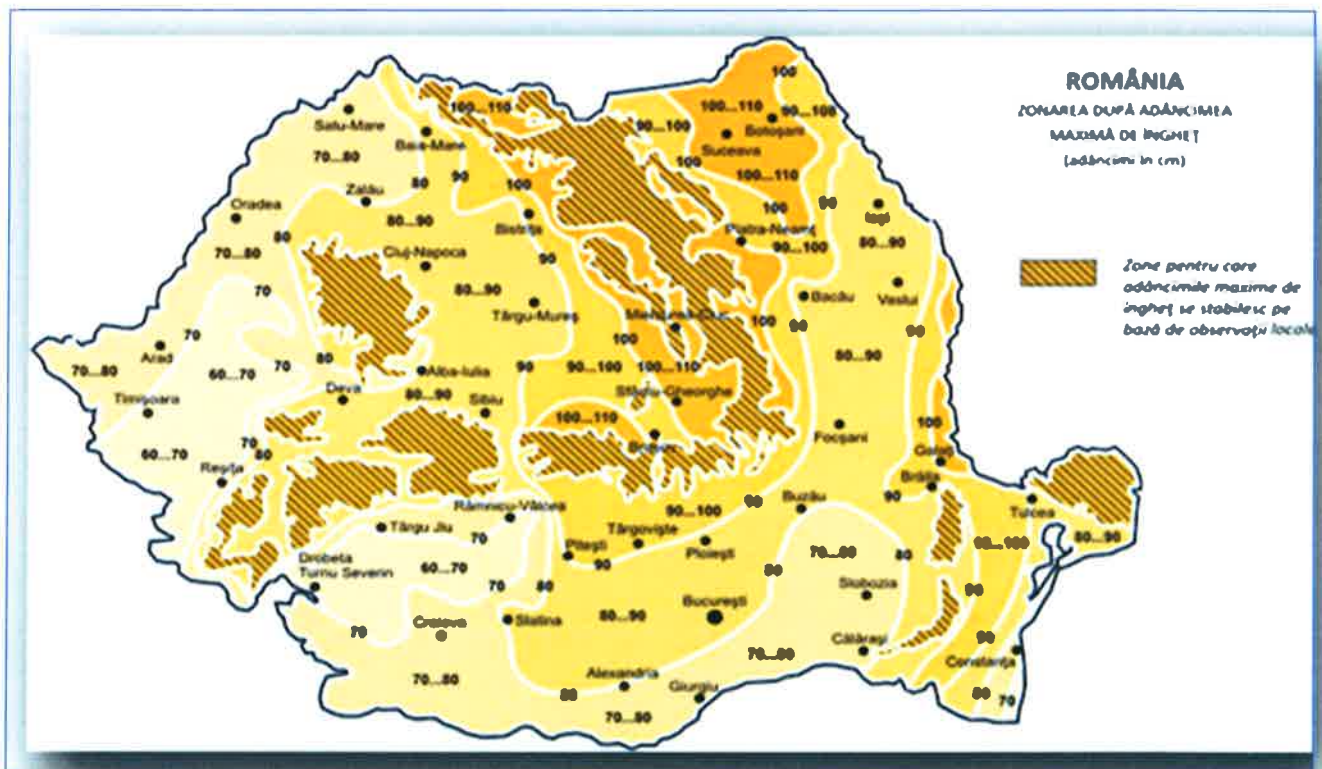 ROMÂNIA
ZONAREA DUPĂ ADÂNCIMEA
MAXIMĂ DE ÎNGHEȚ
(adâncimi în cm)
Zone pentru care
adâncimile maxime de
îngheț se stabilesc pe
bază de observații locale
100
100...110
100...110
90...100
90...100
Satu-Mare
Botoșani
Baia-Mare
Suceava
70...80
100
80
90
100
100...110
Zalău
90
Iași
Oradea
80...90
Bistrița
100
Piatra-Neamț
80
90...100
80...90
70...80
Cluj-Napoca
90
70
80...90
Bacău
Vaslui
Târgu-Mureș
Miercurea-Ciuc
70
100
100
90
90
Arad
70
80
80...90
70...80
60...70
Alba-Iulia
90
90...100
100...110
Deva
80...90
Sfântu-Gheorghe
Timișoara
Sibiu
100...110
Focșani
100
70
Brașov
60...70
80
Galați
Reșița
Brăila
90
Buzău
90
Tulcea
Râmnicu-Vâlcea
90...100
Târgu Jiu
70
Târgoviște
90...100
80...90
Pitești
Ploiești
70...80
80
Drobeta
Turnu Severin
60...70
90
80
70
80
Slobozia
90
80...90
București
70
Craiova
Slatina
90
70...80
Călărași
Constanța
70...80
Alexandria
80
Giurgiu
80
70
70...80